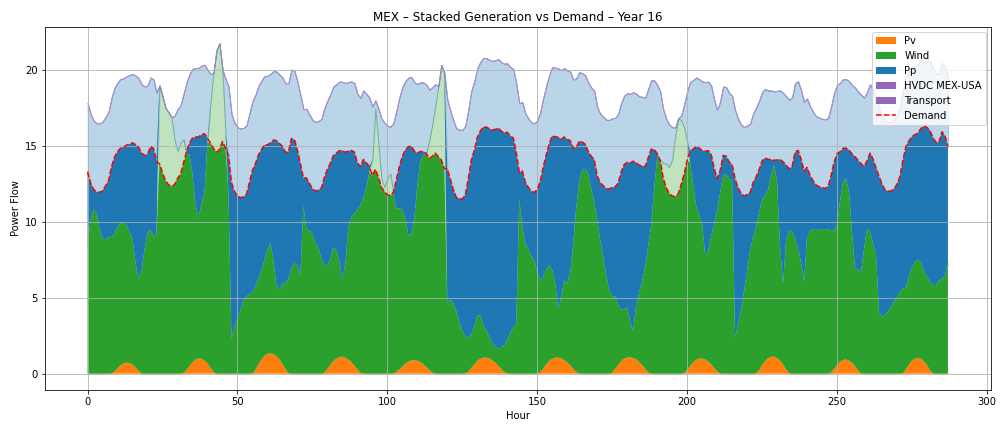 MEX – Stacked Generation vs Demand – Year 16
Power Flow
20
15
10
5
0
0 50 100 150 200 250 300
Hour
Pv
Wind
Pp
HVDC MEX-USA
Transport
Demand